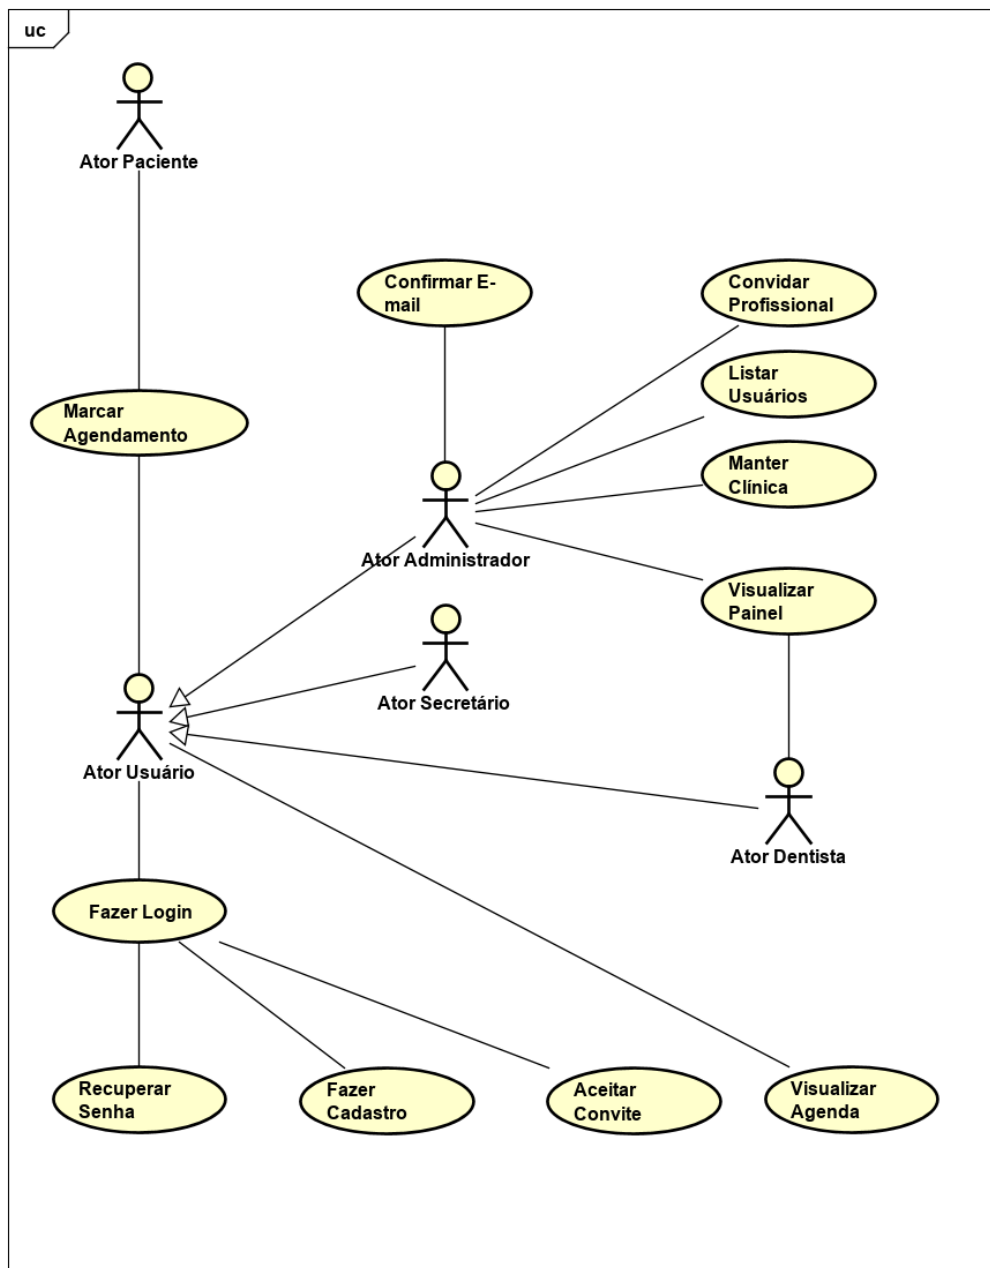 uc
Ator Paciente
Confirmar E-
mail
Convidar
Profissional
Listar
Usuários
Marcar
Agendamento
Manter
Clínica
Ator Administrador
Visualizar
Painel
Ator Secretário
Ator Usuário
Ator Dentista
Fazer Login
Recuperar
Senha
Fazer
Cadastro
Aceitar
Convite
Visualizar
Agenda